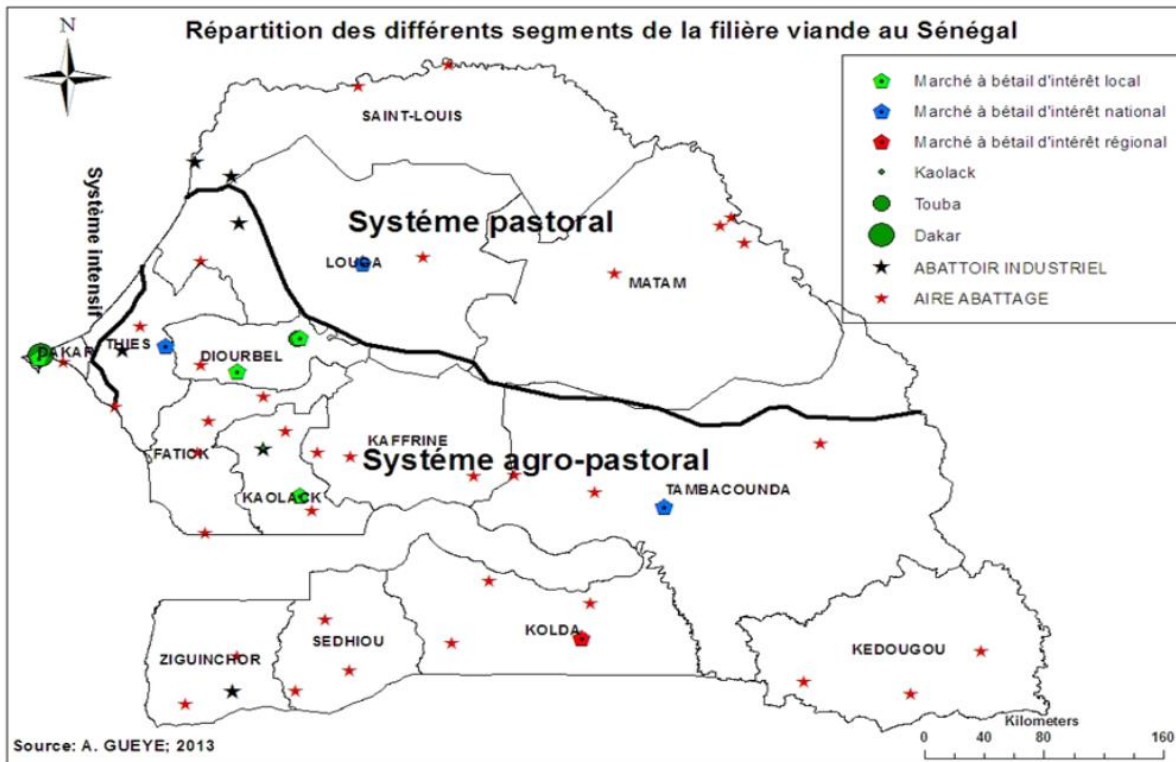 N
Répartition des différents segments de la filière viande au Sénégal
Marché à bétail d'intérêt local
Marché à bétail d'intérêt national
Marché à bétail d'intérêt régional
Kaolack
Touba
Dakar
ABATTOIR INDUSTRIEL
AIRE ABATTAGE
SAINT-LOUIS
Système intensif
Systéme pastoral
LOUGA
MATAM
DAKAR
THIES
DIOURBEL
FATICK
KAFFRINE
Systéme agro-pastoral
KAOLACK
TAMBACOUNDA
ZIGUINCHOR
SEDHIOU
KOLDA
KEDOUGOU
Kilometers
0 40 80 160
Source: A. GUEYE; 2013